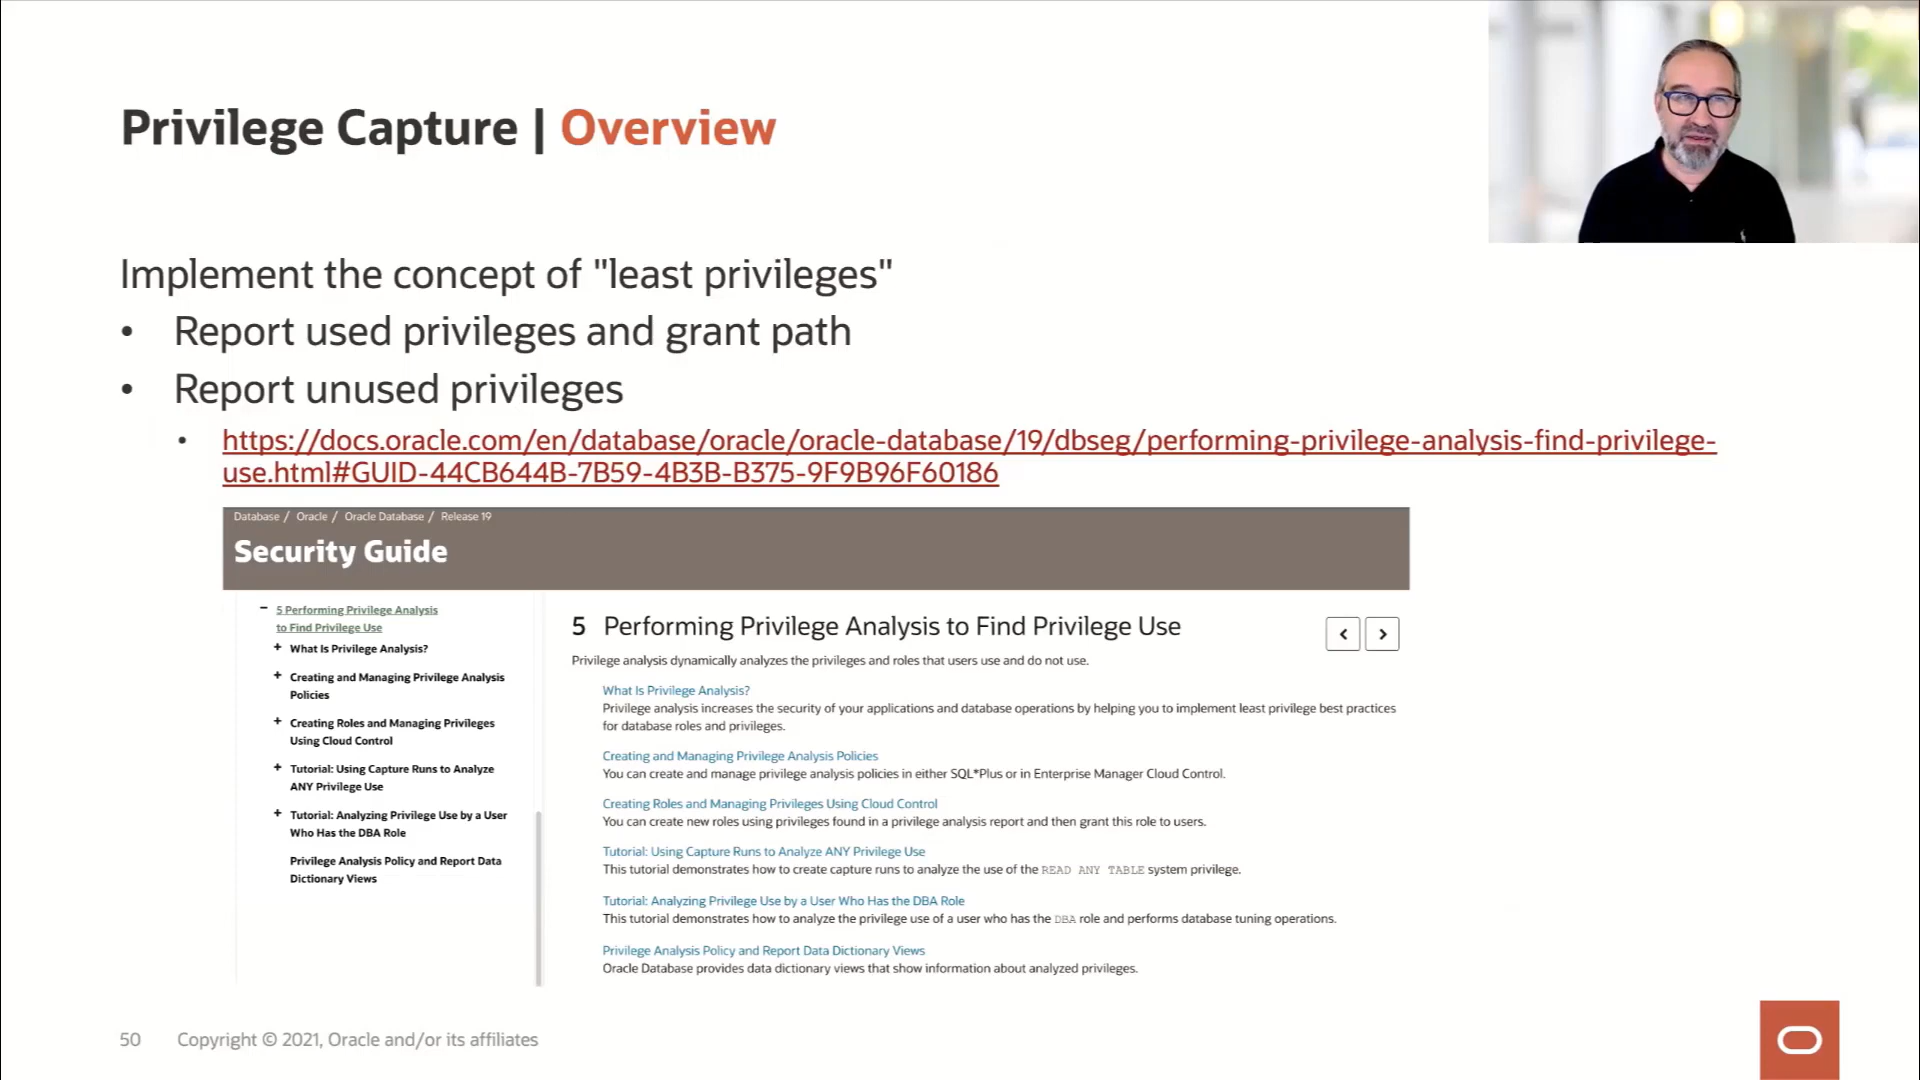 Privilege Capture | Overview
Implement the concept of "least privileges"
• Report used privileges and grant path
• Report unused privileges
• https://docs.oracle.com/en/database/oracle/oracle-database/19/dbseg/performing-privilege-analysis-find-privilege-
use.html#GUID-44CB644B-7B59-4B3B-B375-9F9B96F60186
Database / Oracle / Oracle Database / Release 19
Security Guide
− 5 Performing Privilege Analysis
to Find Privilege Use
+ What Is Privilege Analysis?
+ Creating and Managing Privilege Analysis
Policies
+ Creating Roles and Managing Privileges
Using Cloud Control
+ Tutorial: Using Capture Runs to Analyze
ANY Privilege Use
+ Tutorial: Analyzing Privilege Use by a User
Who Has the DBA Role
Privilege Analysis Policy and Report Data
Dictionary Views
5 Performing Privilege Analysis to Find Privilege Use
Privilege analysis dynamically analyzes the privileges and roles that users use and do not use.
What Is Privilege Analysis?
Privilege analysis increases the security of your applications and database operations by helping you to implement least privilege best practices
for database roles and privileges.
Creating and Managing Privilege Analysis Policies
You can create and manage privilege analysis policies in either SQL*Plus or in Enterprise Manager Cloud Control.
Creating Roles and Managing Privileges Using Cloud Control
You can create new roles using privileges found in a privilege analysis report and then grant this role to users.
Tutorial: Using Capture Runs to Analyze ANY Privilege Use
This tutorial demonstrates how to create capture runs to analyze the use of the READ ANY TABLE system privilege.
Tutorial: Analyzing Privilege Use by a User Who Has the DBA Role
This tutorial demonstrates how to analyze the privilege use of a user who has the DBA role and performs database tuning operations.
Privilege Analysis Policy and Report Data Dictionary Views
Oracle Database provides data dictionary views that show information about analyzed privileges.
50 Copyright © 2021, Oracle and/or its affiliates